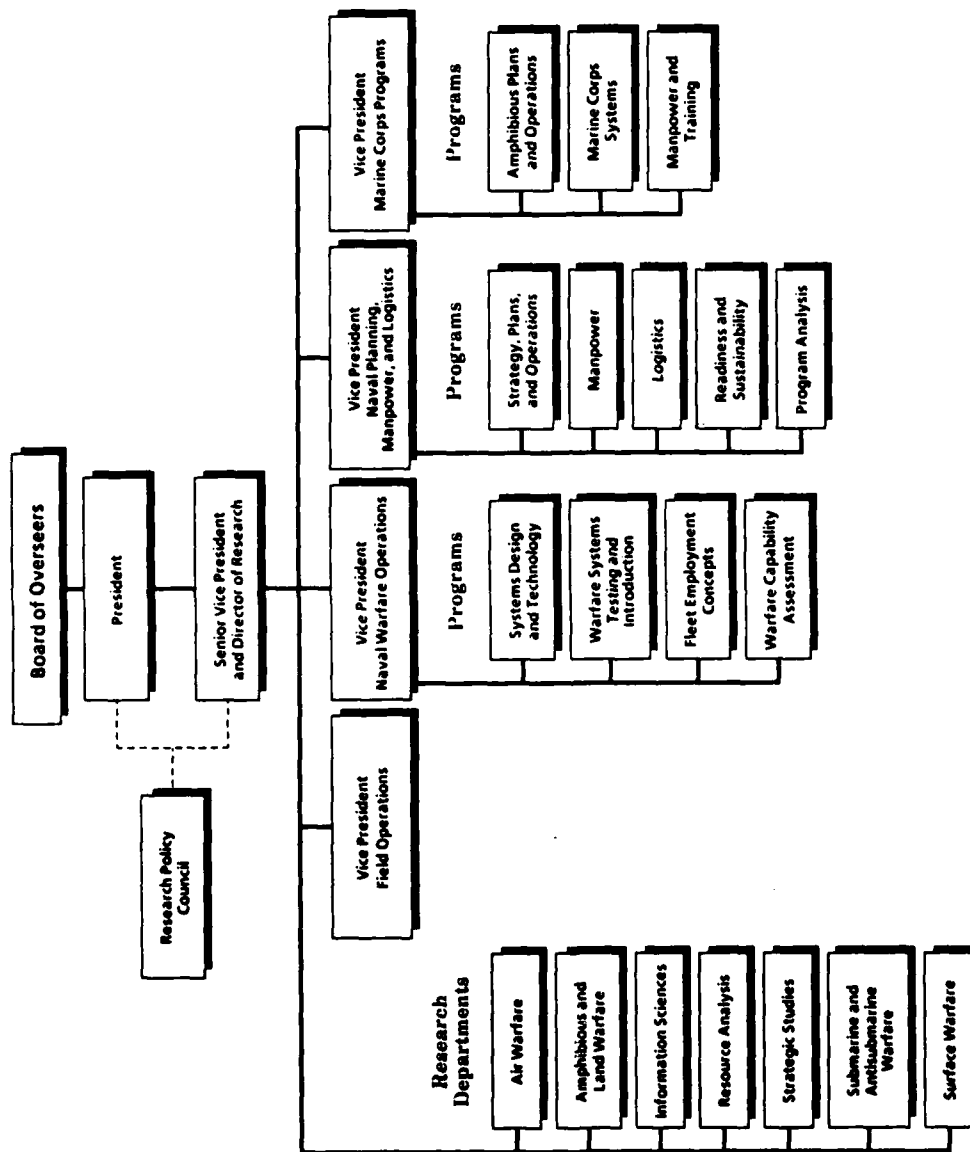 Board of Overseers
President
Research Policy
Council
Senior Vice President
and Director of Research
Vice President
Field Operations
Vice President
Naval Warfare Operations
Vice President
Naval Planning,
Manpower, and Logistics
Vice President
Marine Corps Programs
Research
Departments
Air Warfare
Amphibious and
Land Warfare
Information Sciences
Resource Analysis
Strategic Studies
Submarine and
Antisubmarine
Warfare
Surface Warfare
Programs
Systems Design
and Technology
Warfare Systems
Testing and
Introduction
Fleet Employment
Concepts
Warfare Capability
Assessment
Programs
Strategy, Plans,
and Operations
Manpower
Logistics
Readiness and
Sustainability
Program Analysis
Programs
Amphibious Plans
and Operations
Marine Corps
Systems
Manpower and
Training